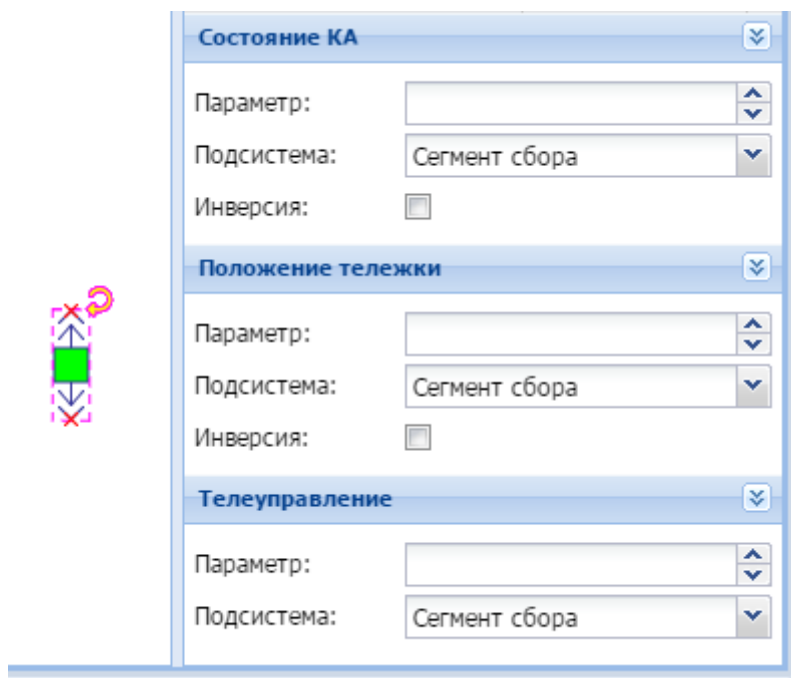 Состояние КА
Параметр:
Подсистема: Сегмент сбора
Инверсия:
Положение тележки
Параметр:
Подсистема: Сегмент сбора
Инверсия:
Телеуправление
Параметр:
Подсистема: Сегмент сбора